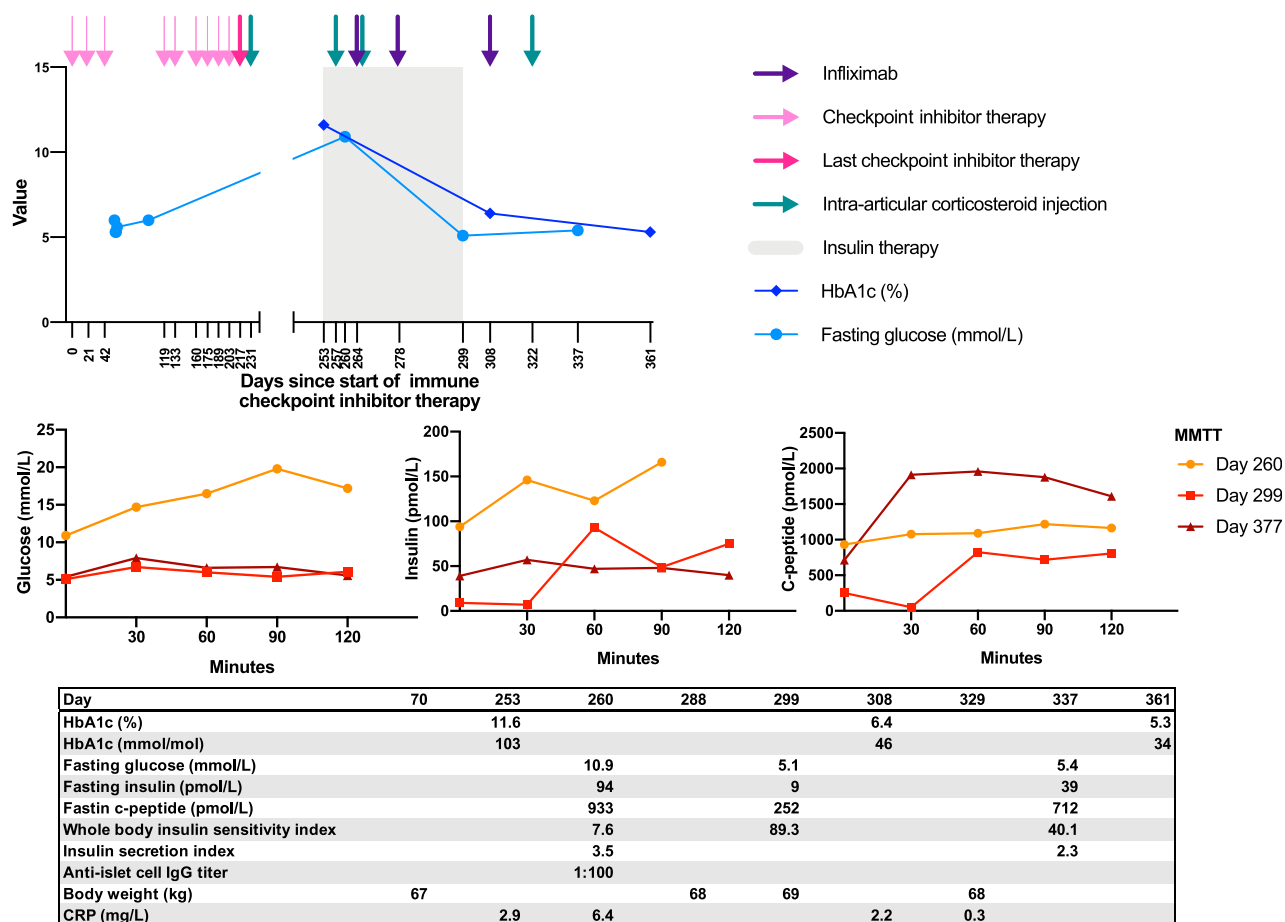 15
10
5
0
Value
0 21 42 119 133 160 175 189 203 217 231 253 257 260 264 278 299 308 322 337 361
Days since start of immune
checkpoint inhibitor therapy
Infliximab
Checkpoint inhibitor therapy
Last checkpoint inhibitor therapy
Intra-articular corticosteroid injection
Insulin therapy
HbA1c (%)
Fasting glucose (mmol/L)
25
20
15
10
5
0
Glucose (mmol/L)
30 60 90 120
Minutes
200
150
100
50
0
Insulin (pmol/L)
30 60 90 120
Minutes
2500
2000
1500
1000
500
0
C-peptide (pmol/L)
30 60 90 120
Minutes
MMTT
Day 260
Day 299
Day 377
Day 70 253 260 288 299 308 329 337 361
HbA1c (%) 11.6 6.4 5.3
HbA1c (mmol/mol) 103 46 34
Fasting glucose (mmol/L) 10.9 5.1 5.4
Fasting insulin (pmol/L) 94 9 39
Fastin c-peptide (pmol/L) 933 252 712
Whole body insulin sensitivity index 7.6 89.3 40.1
Insulin secretion index 3.5 2.3
Anti-islet cell IgG titer 1:100
Body weight (kg) 67 68 69 68
CRP (mg/L) 2.9 6.4 2.2 0.3